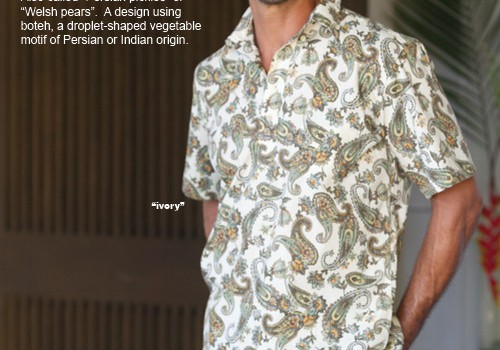 “Welsh pears”.  A design using
boteh, a droplet-shaped vegetable
motif of Persian or Indian origin.
“ivory”